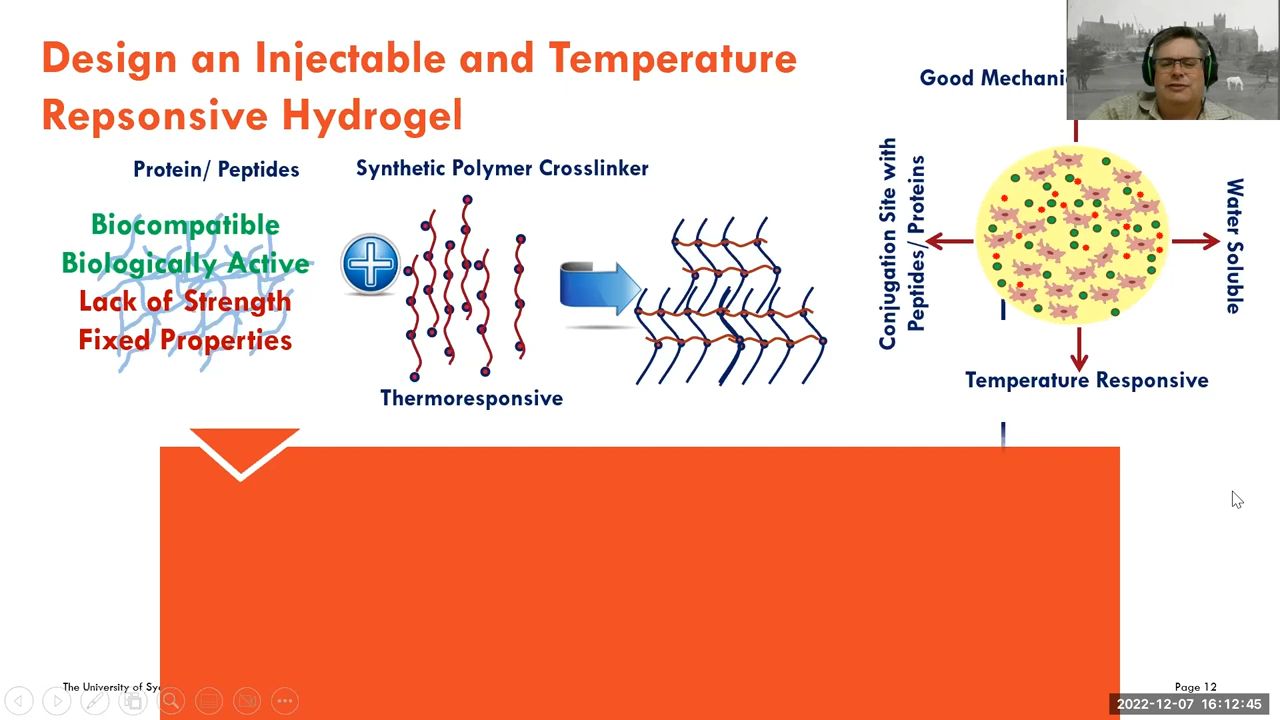 Design an Injectable and Temperature
Repsonsive Hydrogel
Good Mechani
Protein/ Peptides
Synthetic Polymer Crosslinker
Biocompatible
Biologically Active
Lack of Strength
Fixed Properties
Thermoresponsive
Conjugation Site with
Peptides/ Proteins
Water Soluble
Temperature Responsive
The University of Sy
Page 12
2022-12-07 16:12:45